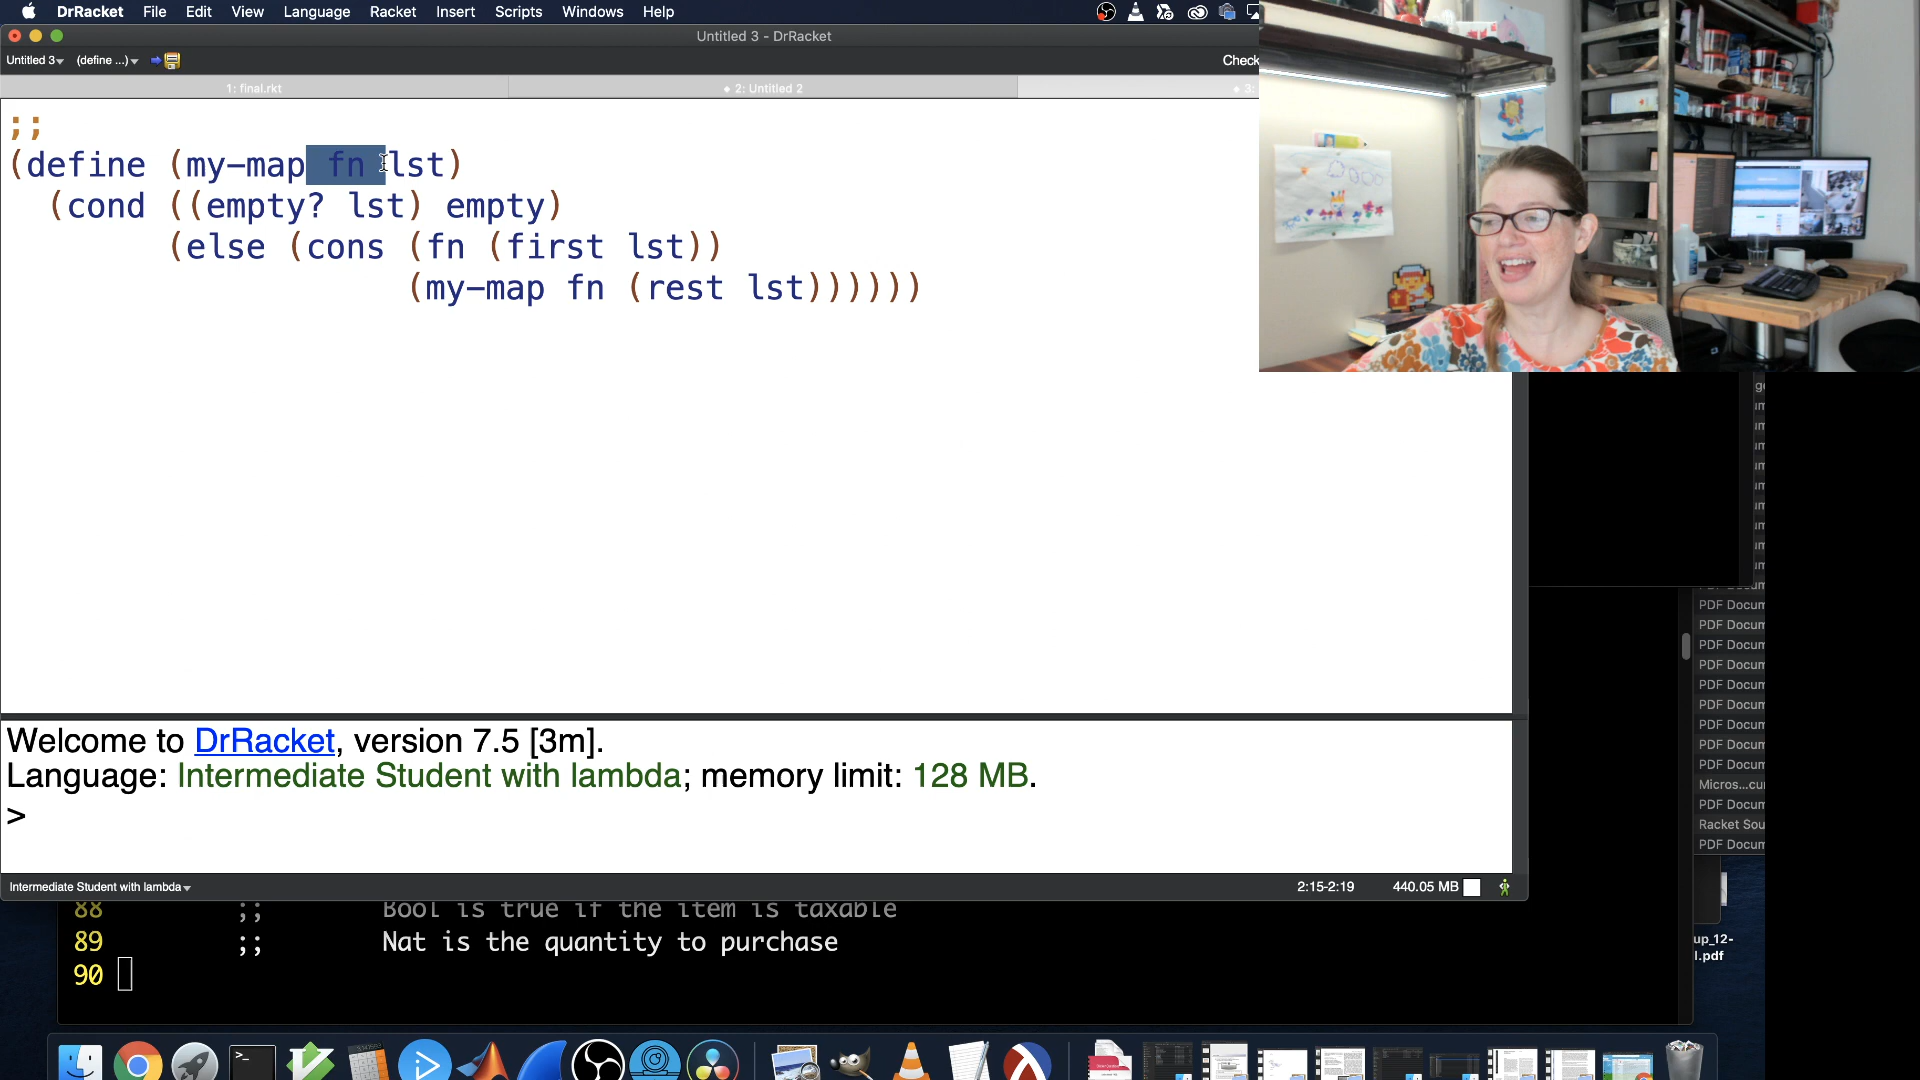 DrRacket File Edit View Language Racket Insert Scripts Windows Help
Untitled 3 - DrRacket
Untitled 3 (define ...) Check
1: final.rkt 2: Untitled 2 3:
;;
(define (my-map fn lst)
(cond ((empty? lst) empty)
(else (cons (fn (first lst))
(my-map fn (rest lst))))))
Welcome to DrRacket, version 7.5 [3m].
Language: Intermediate Student with lambda; memory limit: 128 MB.
>
Intermediate Student with lambda 2:15-2:19 440.05 MB
88 ;; Bool is true if the item is taxable
89 ;; Nat is the quantity to purchase
90
PDF Docum
PDF Docum
PDF Docum
PDF Docum
PDF Docum
PDF Docum
PDF Docum
PDF Docum
PDF Docum
Micros...cu
PDF Docum
Racket Sou
PDF Docum
up_12-
l.pdf